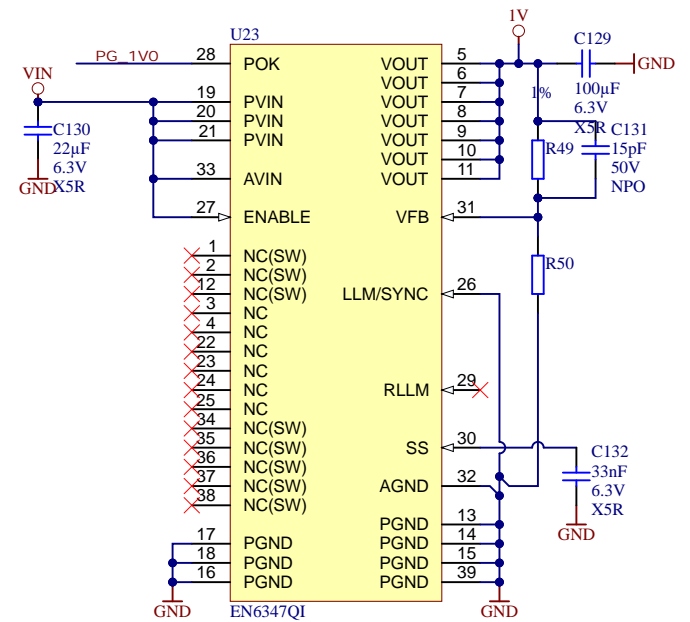 1V
U23
C129
PG_1V0
28
POK
VOUT
5
GND
VIN
VOUT
6
100µF
19
PVIN
VOUT
7
1%
6.3V
20
PVIN
VOUT
8
X5R
C131
C130
21
PVIN
VOUT
9
R49
15pF
22µF
VOUT
10
50V
6.3V
33
AVIN
VOUT
11
NPO
GND
X5R
27
ENABLE
VFB
31
1
NC(SW)
2
NC(SW)
R50
12
NC(SW)
LLM/SYNC
26
3
NC
4
NC
22
NC
23
NC
24
NC
RLLM
29
25
NC
34
NC(SW)
35
NC(SW)
SS
30
C132
36
NC(SW)
33nF
37
NC(SW)
AGND
32
6.3V
38
NC(SW)
X5R
PGND
13
GND
17
PGND
PGND
14
18
PGND
PGND
15
16
PGND
PGND
39
GND
EN6347QI
GND